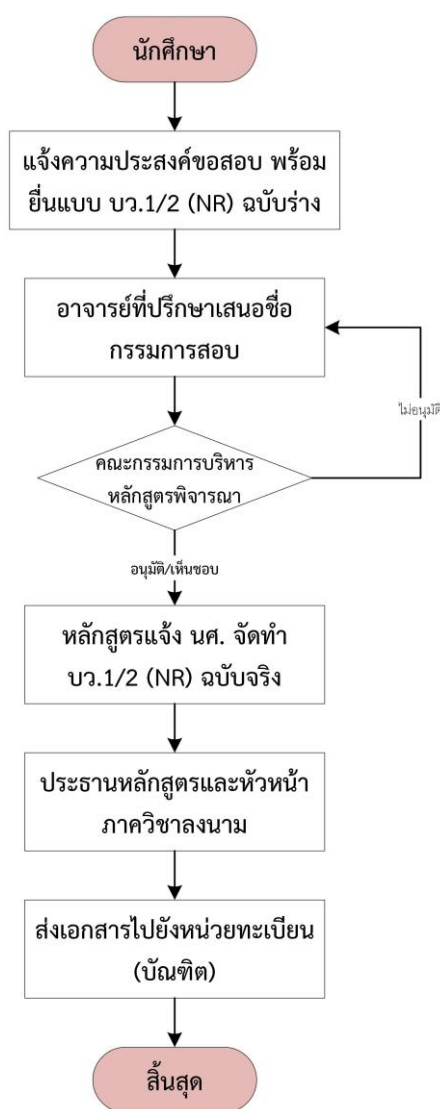 นักศึกษา
แจ้งความประสงค์ขอสอบ พร้อม
ยื่นแบบ บว.1/2 (NR) ฉบับร่าง
อาจารย์ที่ปรึกษาเสนอชื่อ
กรรมการสอบ
ไม่อนุมัติ
คณะกรรมการบริหาร
หลักสูตรพิจารณา
อนุมัติ/เห็นชอบ
หลักสูตรแจ้ง นศ. จัดทำ
บว.1/2 (NR) ฉบับจริง
ประธานหลักสูตรและหัวหน้า
ภาควิชาลงนาม
ส่งเอกสารไปยังหน่วยทะเบียน
(บัณฑิต)
สิ้นสุด